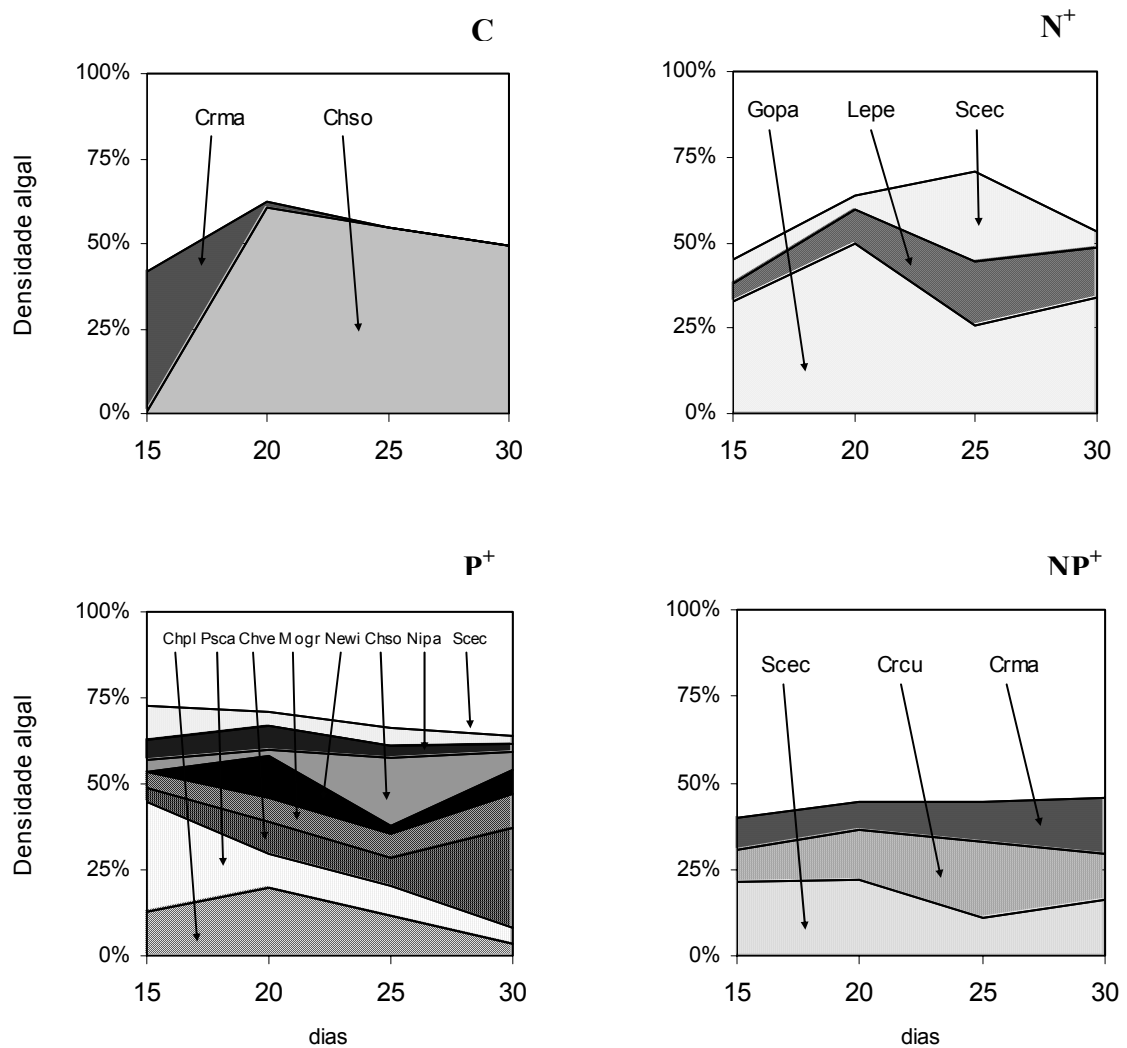 C
N+
100%
75%
50%
25%
0%
Densidade algal
Crma
Chso
15 20 25 30
100%
75%
50%
25%
0%
Gopa
Lepe
Scec
15 20 25 30
P+
NP+
100%
75%
50%
25%
0%
Densidade algal
Chpl Psca Chve Mogr Newi Chso Nipa Scec
15 20 25 30
dias
100%
75%
50%
25%
0%
Scec
Crcu
Crma
15 20 25 30
dias